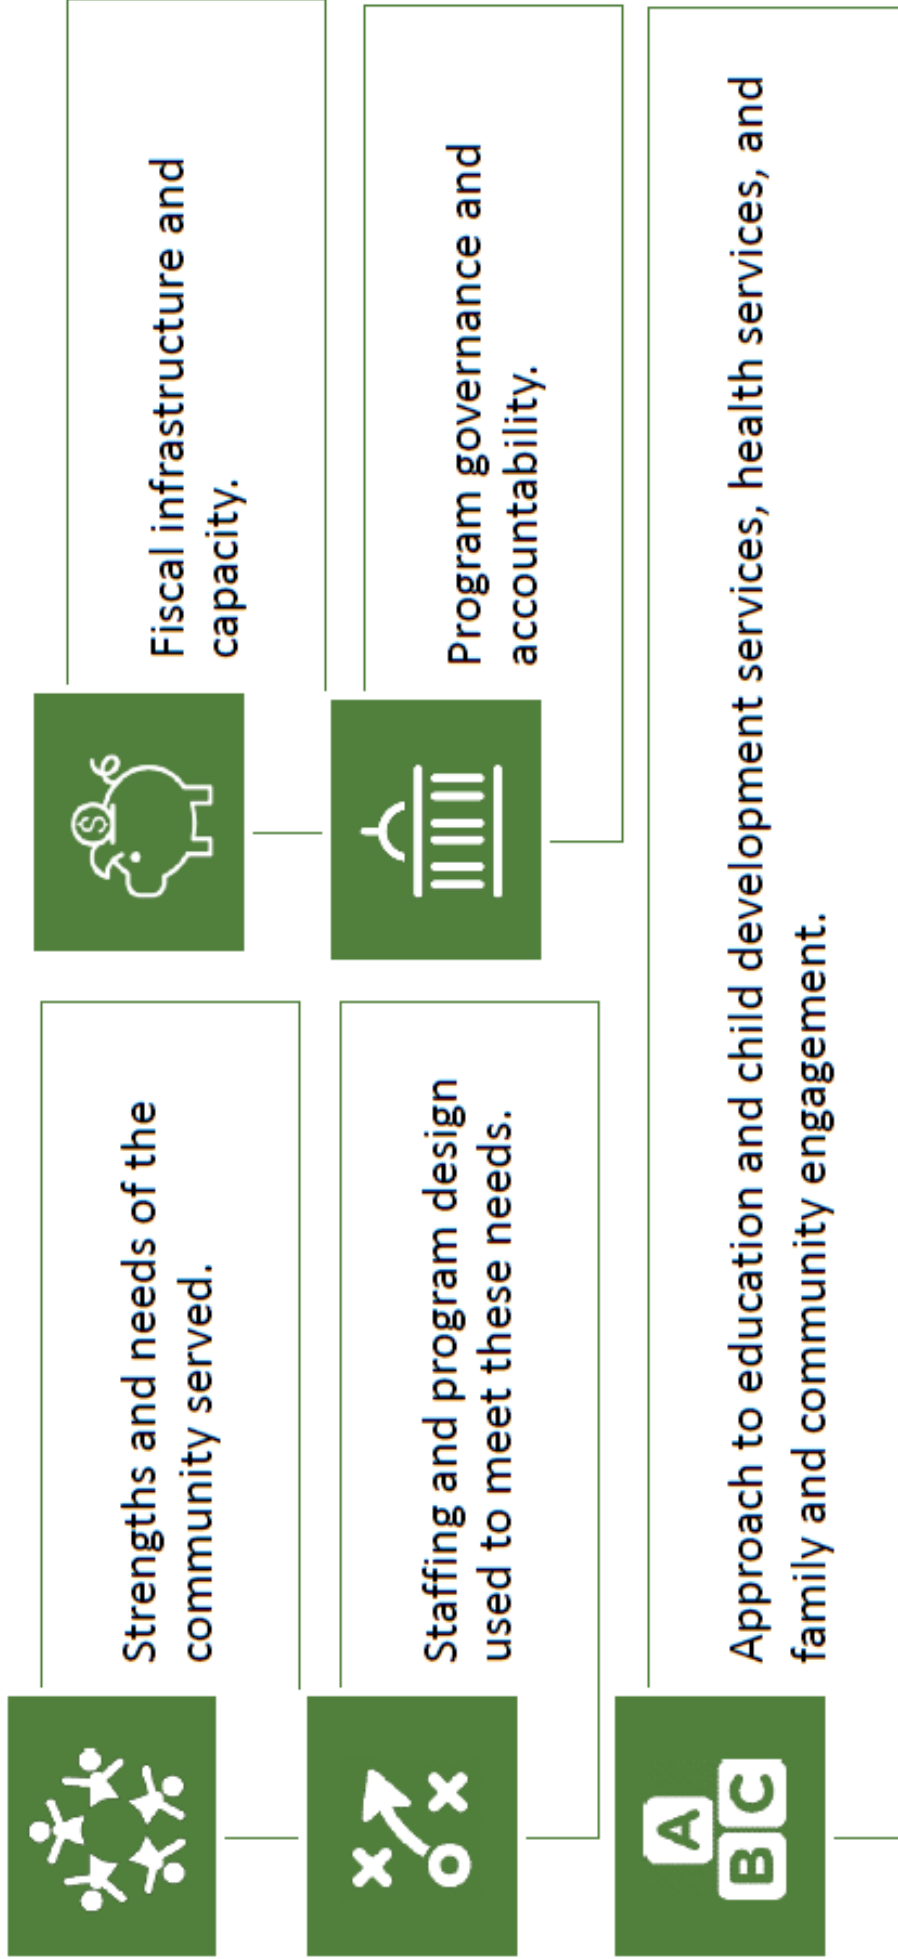 Strengths and needs of the
community served.
Fiscal infrastructure and
capacity.
Staffing and program design
used to meet these needs.
Program governance and
accountability.
Approach to education and child development services, health services, and
family and community engagement.
$
A
B C